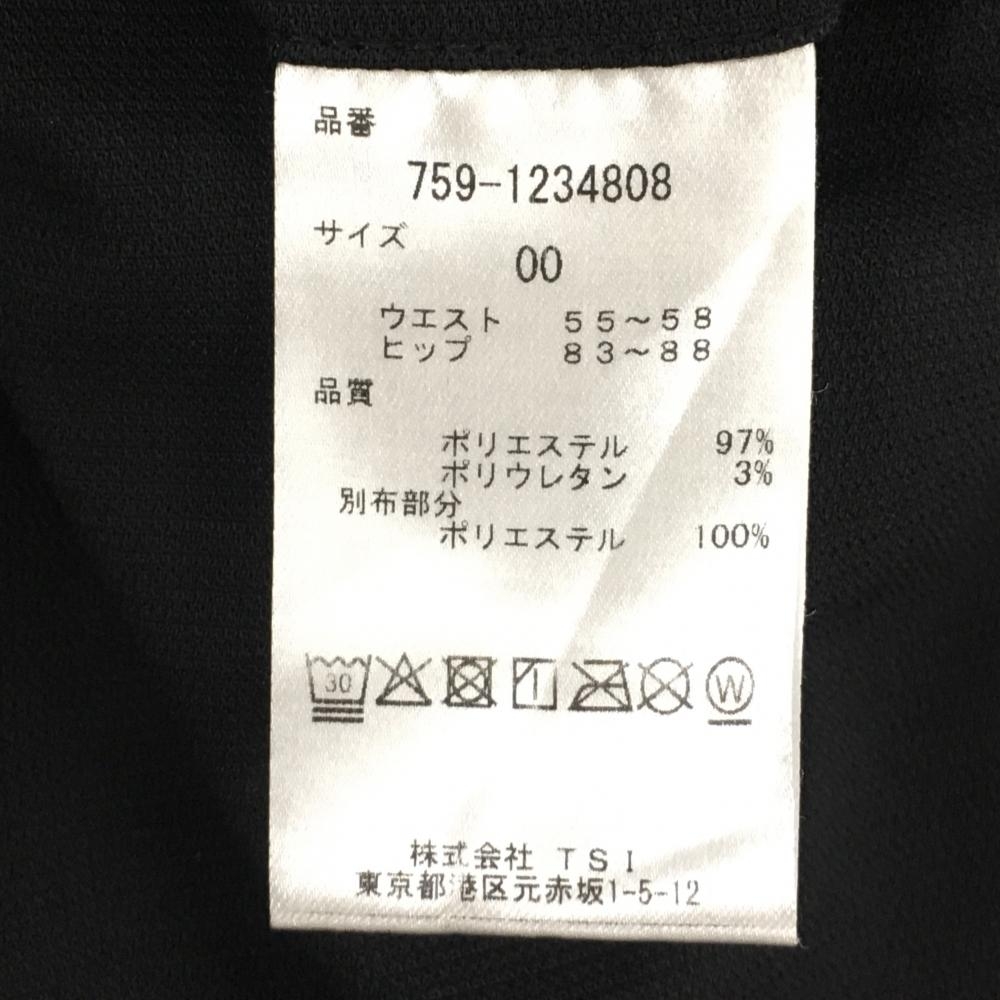 品番
759-1234808
サイズ
00
ウエスト 55~58
ヒップ 83~88
品質
ポリエステル 97%
ポリウレタン 3%
別布部分
ポリエステル 100%
30
W
株式会社 TSI
東京都港区元赤坂1-5-12